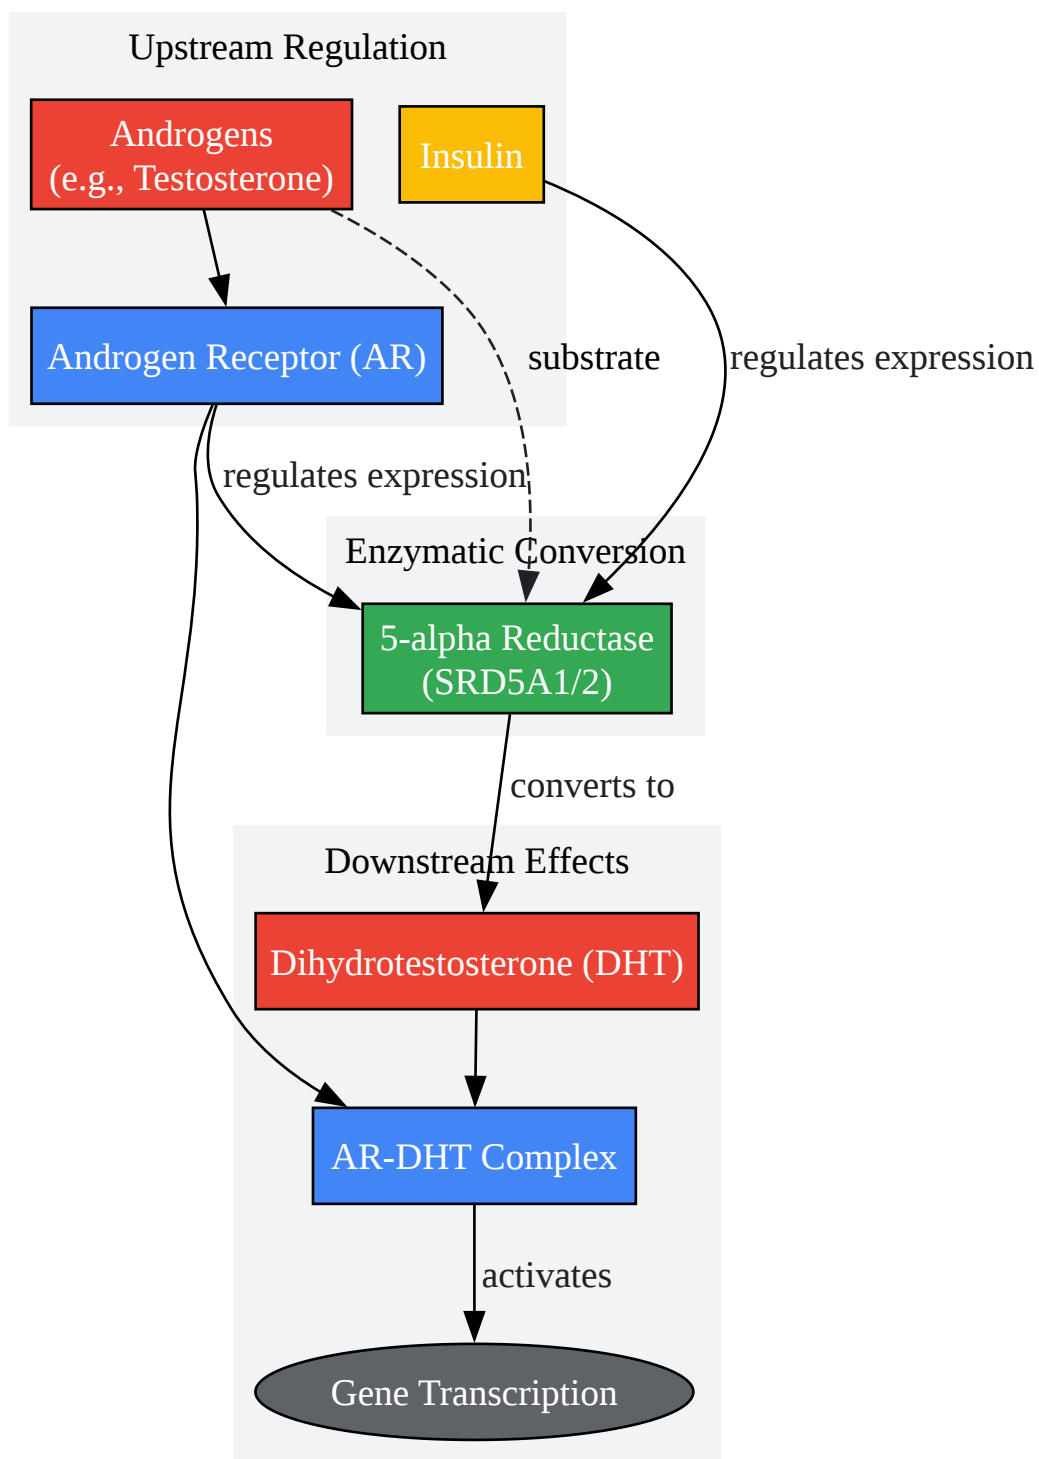 Upstream Regulation
Androgens
(e.g., Testosterone)
Insulin
Androgen Receptor (AR)
substrate
regulates expression
regulates expression
Enzymatic Conversion
5-alpha Reductase
(SRD5A1/2)
converts to
Downstream Effects
Dihydrotestosterone (DHT)
AR-DHT Complex
activates
Gene Transcription